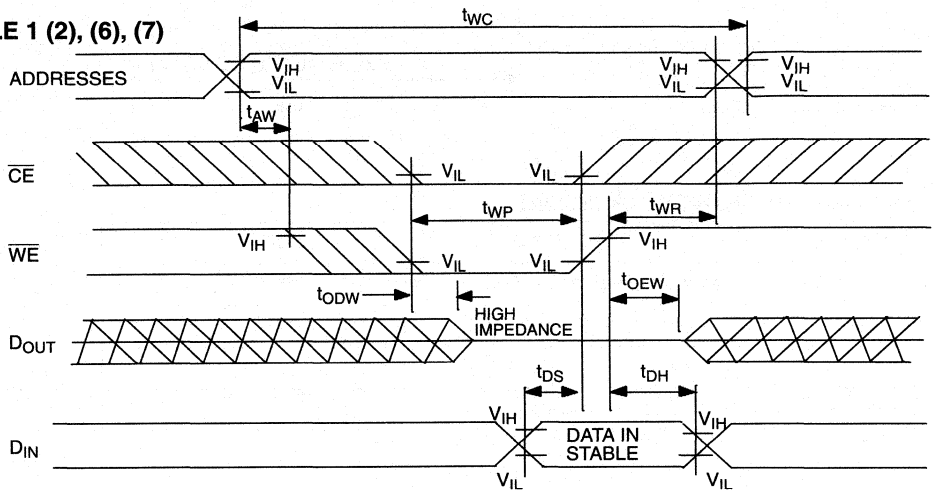 LE 1 (2), (6), (7)
tWC
ADDRESSES
VIH
VIL
VIH
VIL
VIH
VIL
tAW
CE
VIL
VIL
tWP
tWR
WE
VIH
VIL
VIL
VIH
tODW
tOEW
HIGH
IMPEDANCE
DOUT
tDS
tDH
VIH
VIH
DIN
DATA IN
STABLE
VIL
VIL